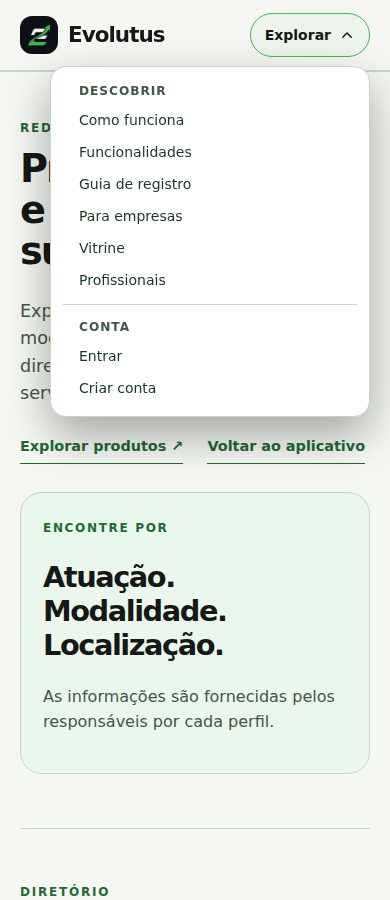 Evolutus
Explorar
DESCOBRIR
Como funciona
Funcionalidades
Guia de registro
Para empresas
Vitrine
Profissionais
CONTA
Entrar
Criar conta
e
Explorar produtos ↗
Voltar ao aplicativo
ENCONTRE POR
Atuação.
Modalidade.
Localização.
As informações são fornecidas pelos
responsáveis por cada perfil.
DIRETÓRIO